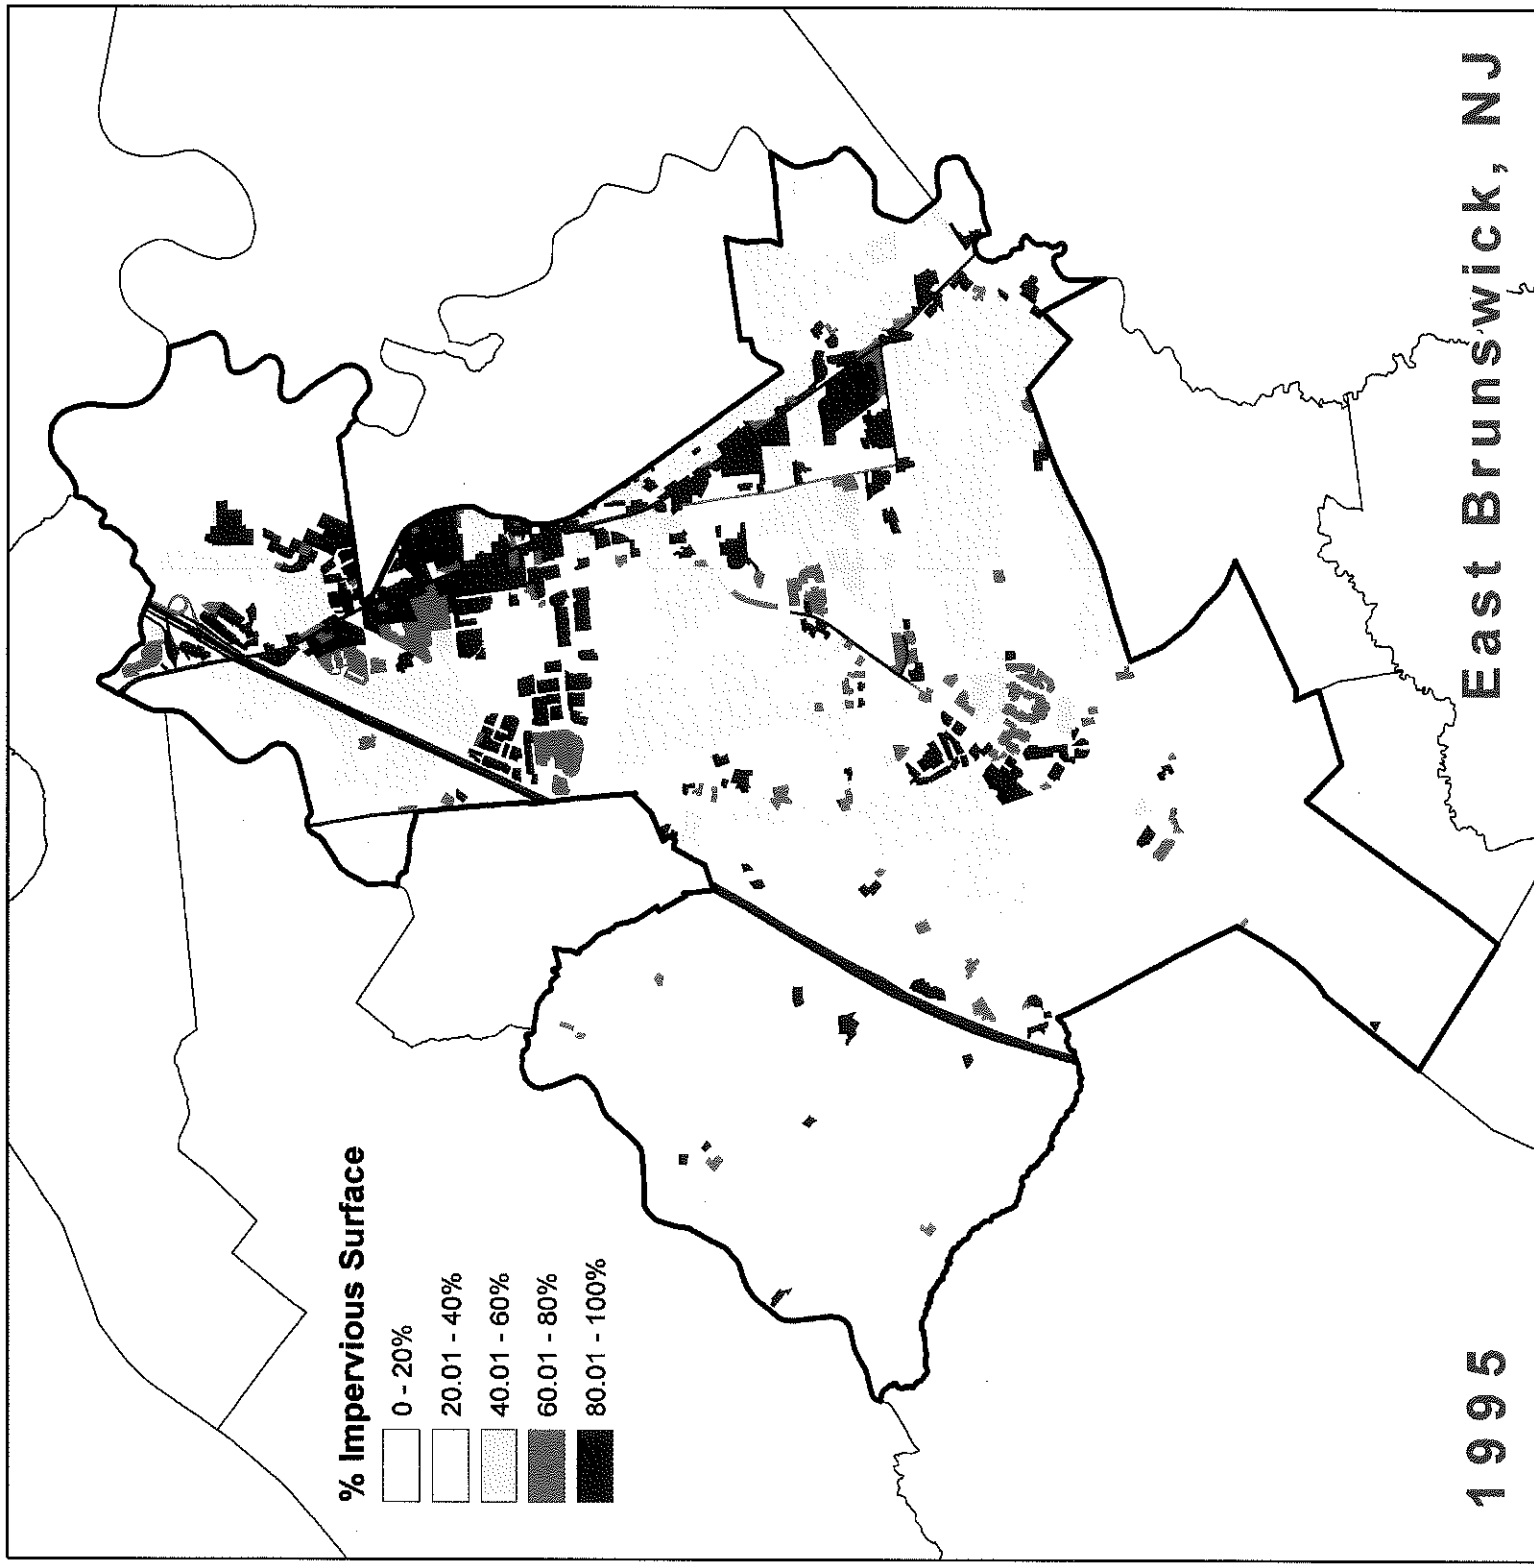 % Impervious Surface
0 - 20%
20.01 - 40%
40.01 - 60%
60.01 - 80%
80.01 - 100%
1995
East Brunswick, NJ